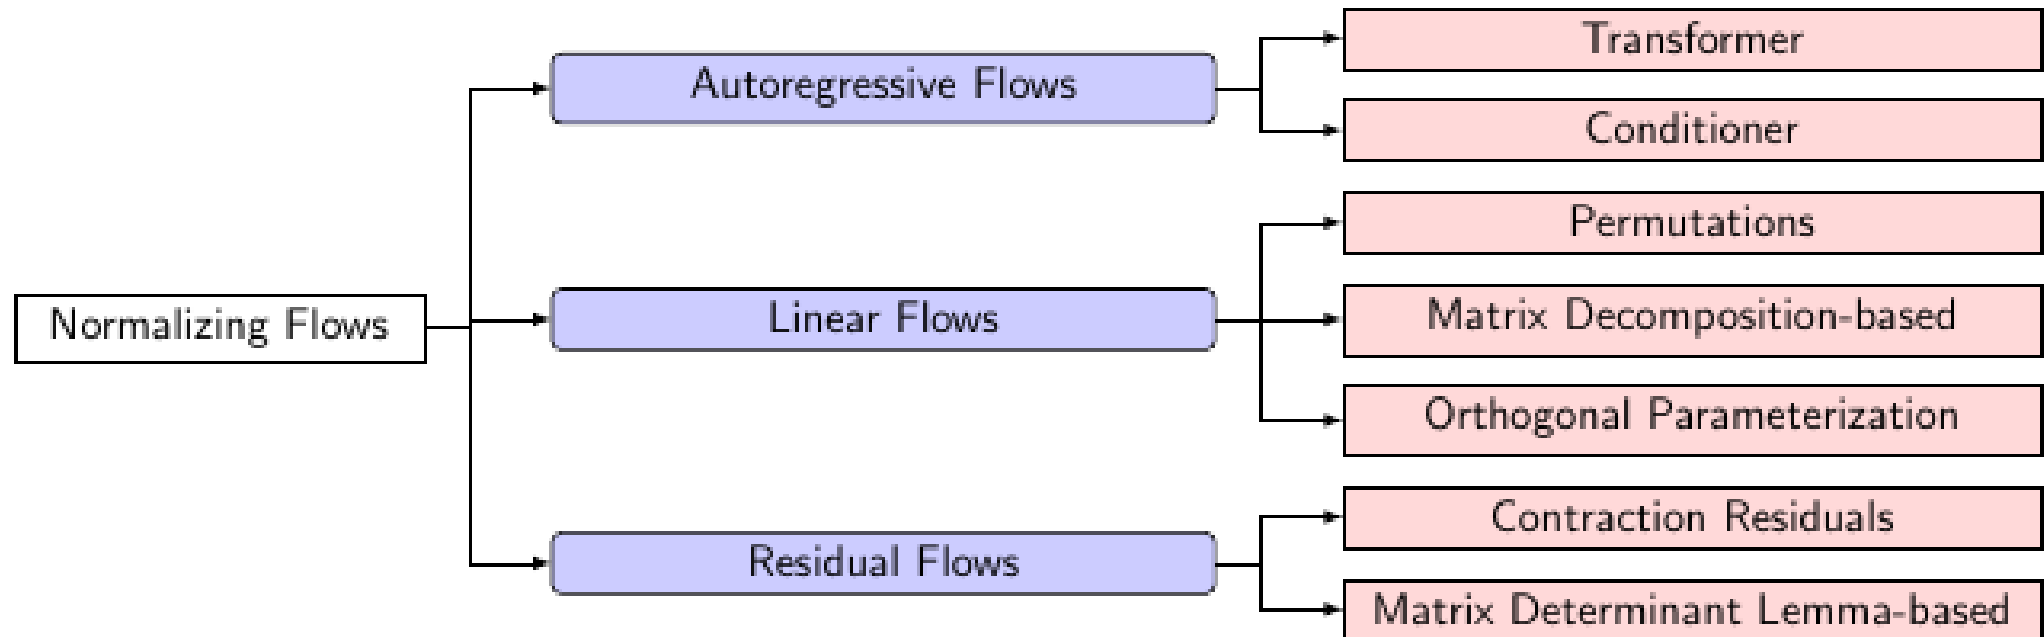 Normalizing Flows
Autoregressive Flows
Transformer
Conditioner
Linear Flows
Permutations
Matrix Decomposition-based
Orthogonal Parameterization
Residual Flows
Contraction Residuals
Matrix Determinant Lemma-based